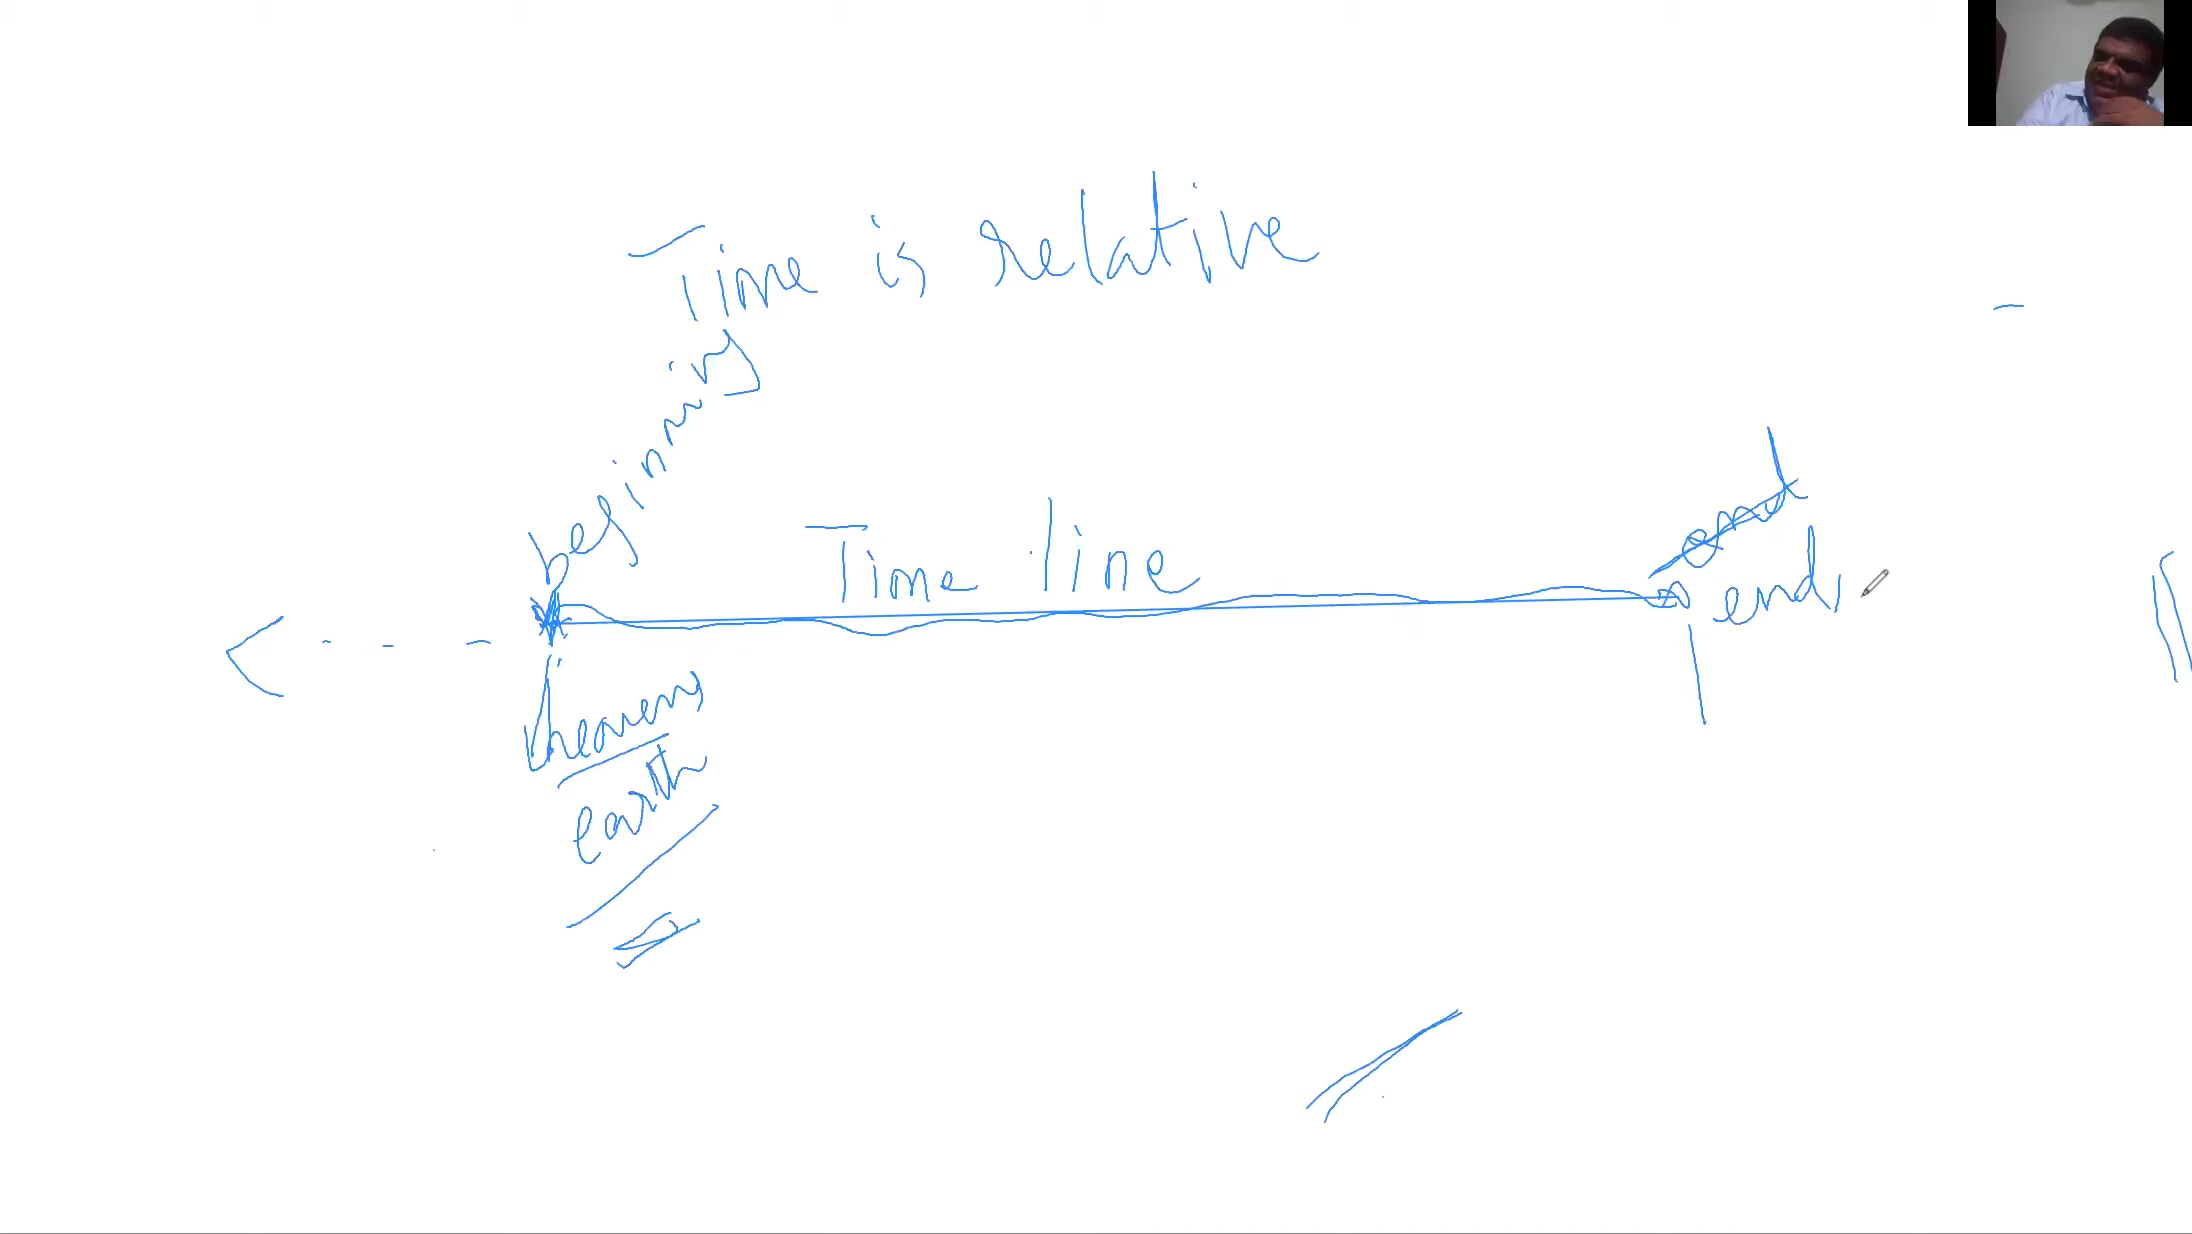 Time is relative
beginning
Time line
end
end,
heavens
earth